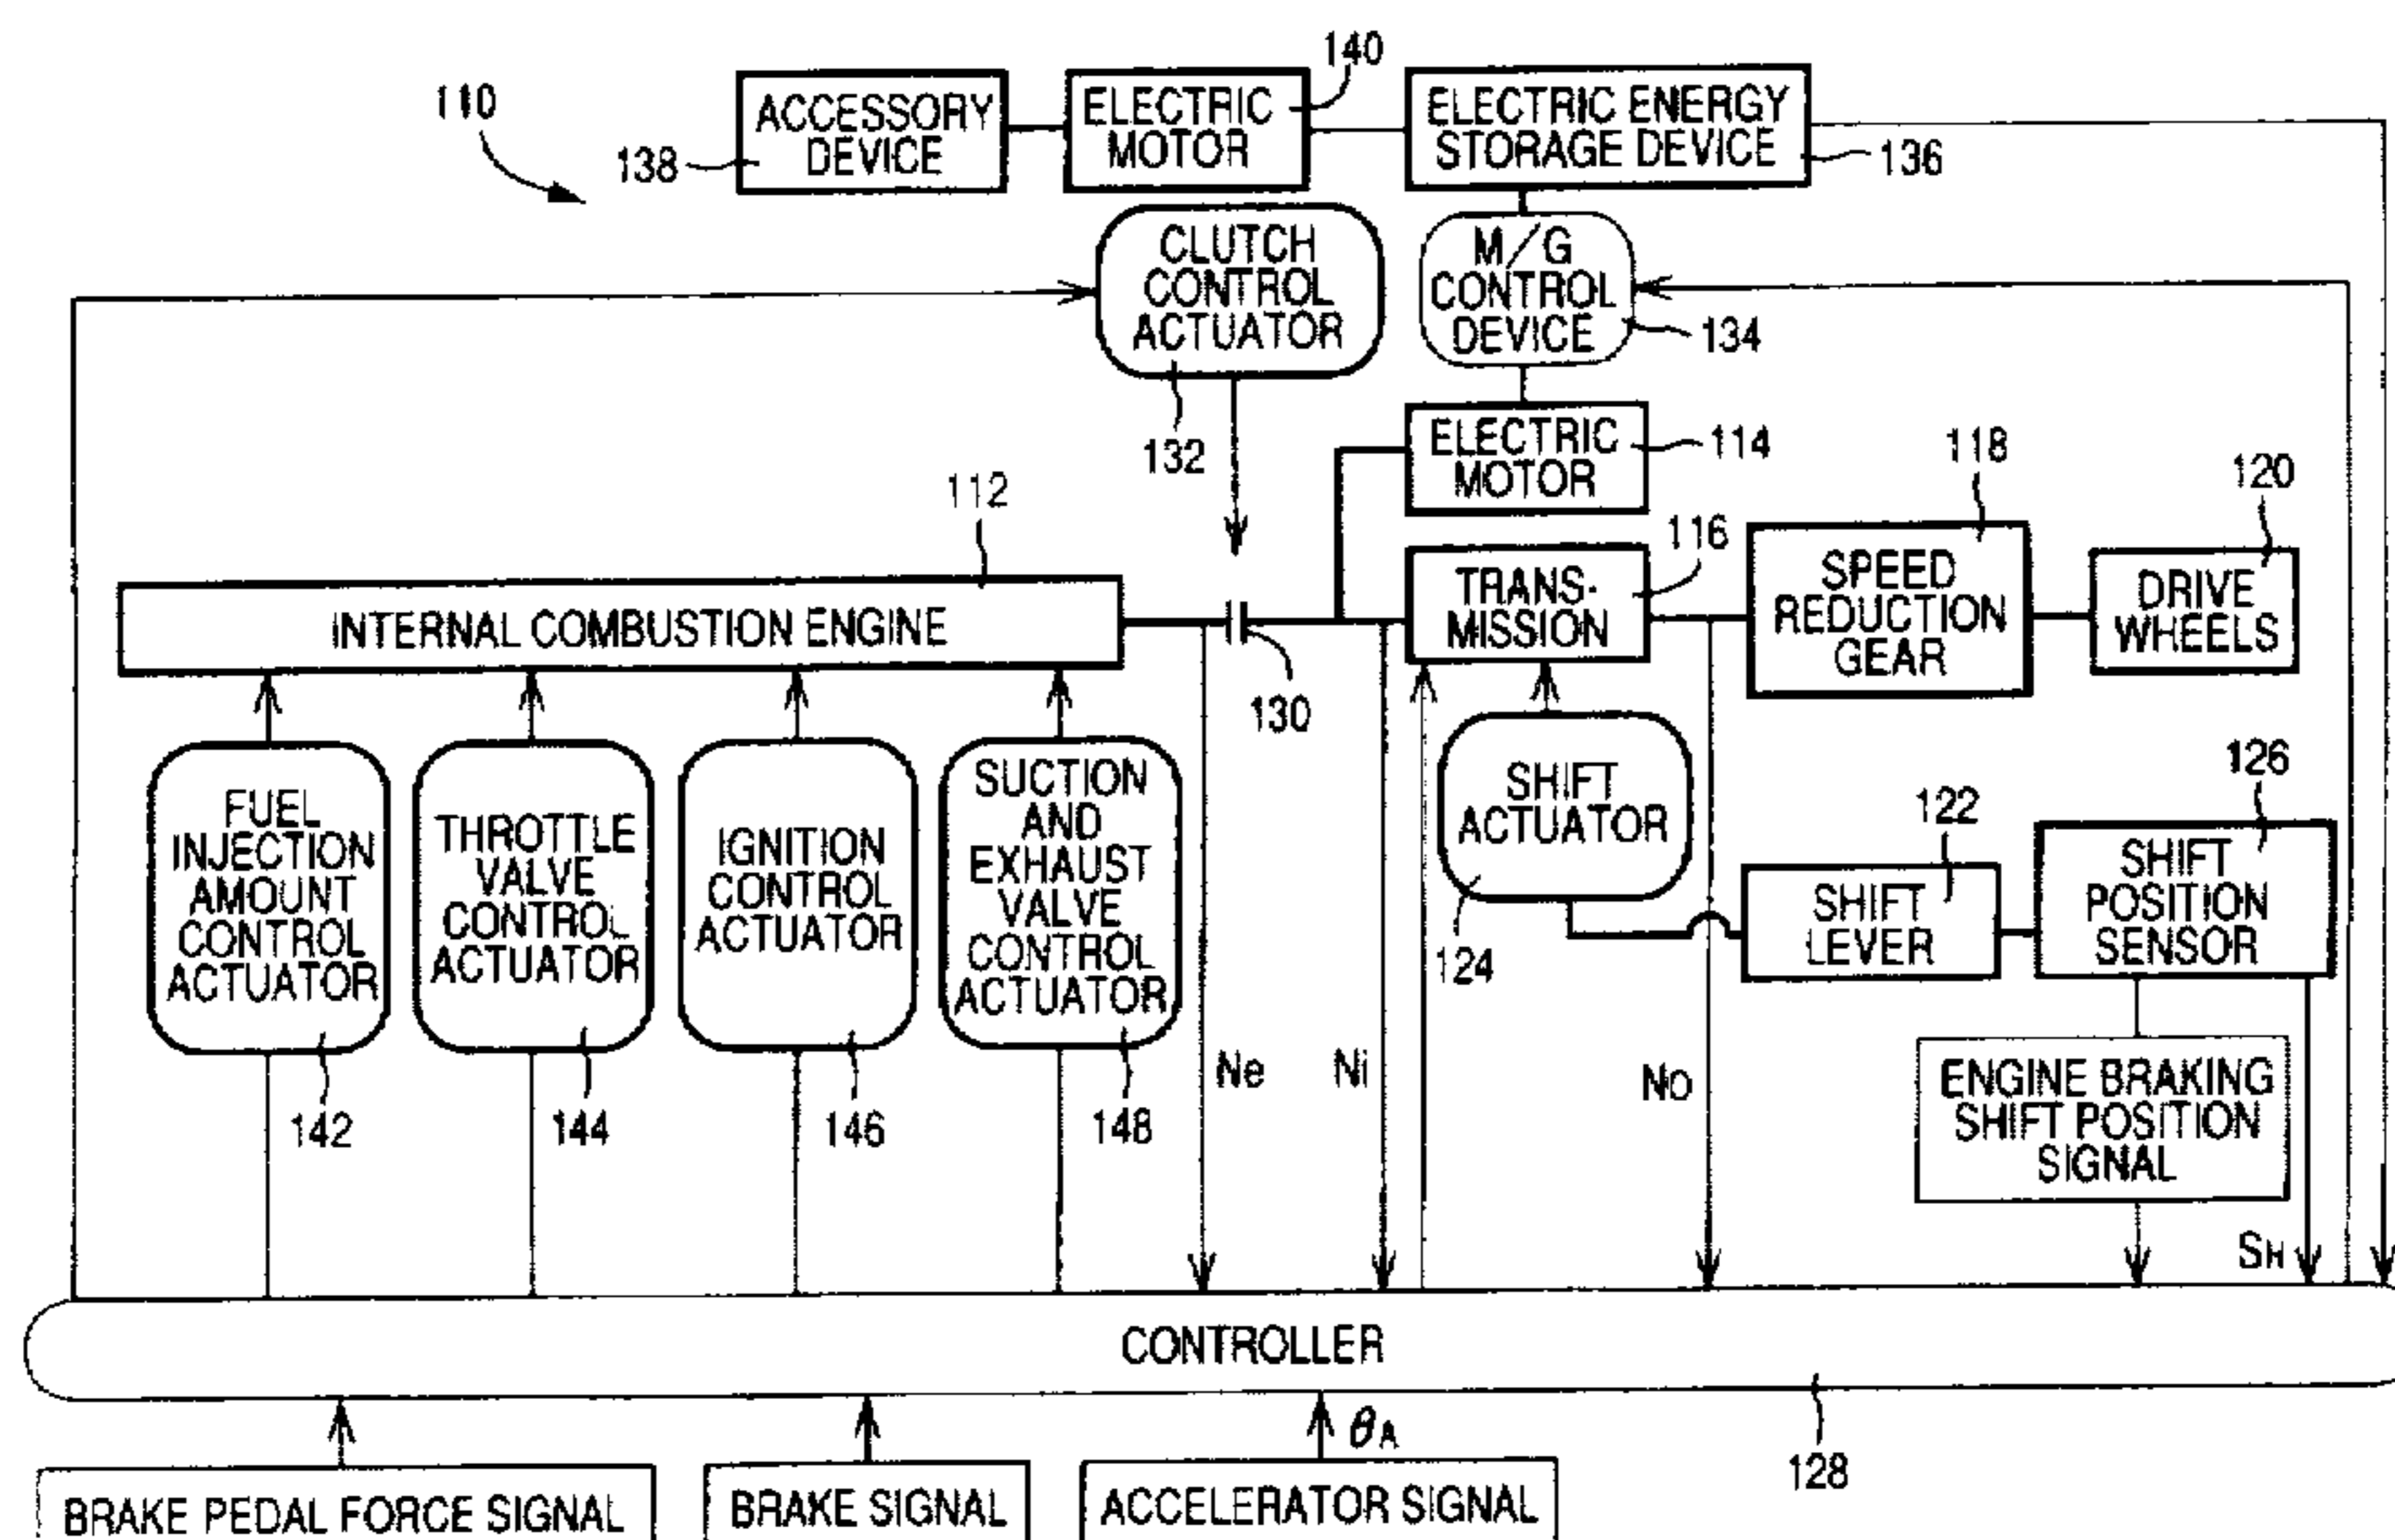 110
ACCESSORY
DEVICE
138
ELECTRIC
MOTOR
140
ELECTRIC ENERGY
STORAGE DEVICE
136
CLUTCH
CONTROL
ACTUATOR
132
M/G
CONTROL
DEVICE
134
ELECTRIC
MOTOR
114
112
INTERNAL COMBUSTION ENGINE
130
TRANS-
MISSION
116
118
SPEED
REDUCTION
GEAR
120
DRIVE
WHEELS
FUEL
INJECTION
AMOUNT
CONTROL
ACTUATOR
142
THROTTLE
VALVE
CONTROL
ACTUATOR
144
IGNITION
CONTROL
ACTUATOR
146
SUCTION
AND
EXHAUST
VALVE
CONTROL
ACTUATOR
148
SHIFT
ACTUATOR
124
122
SHIFT
LEVER
126
SHIFT
POSITION
SENSOR
Ne
Ni
No
ENGINE BRAKING
SHIFT POSITION
SIGNAL
SH
CONTROLLER
128
θA
BRAKE PEDAL FORCE SIGNAL
BRAKE SIGNAL
ACCELERATOR SIGNAL